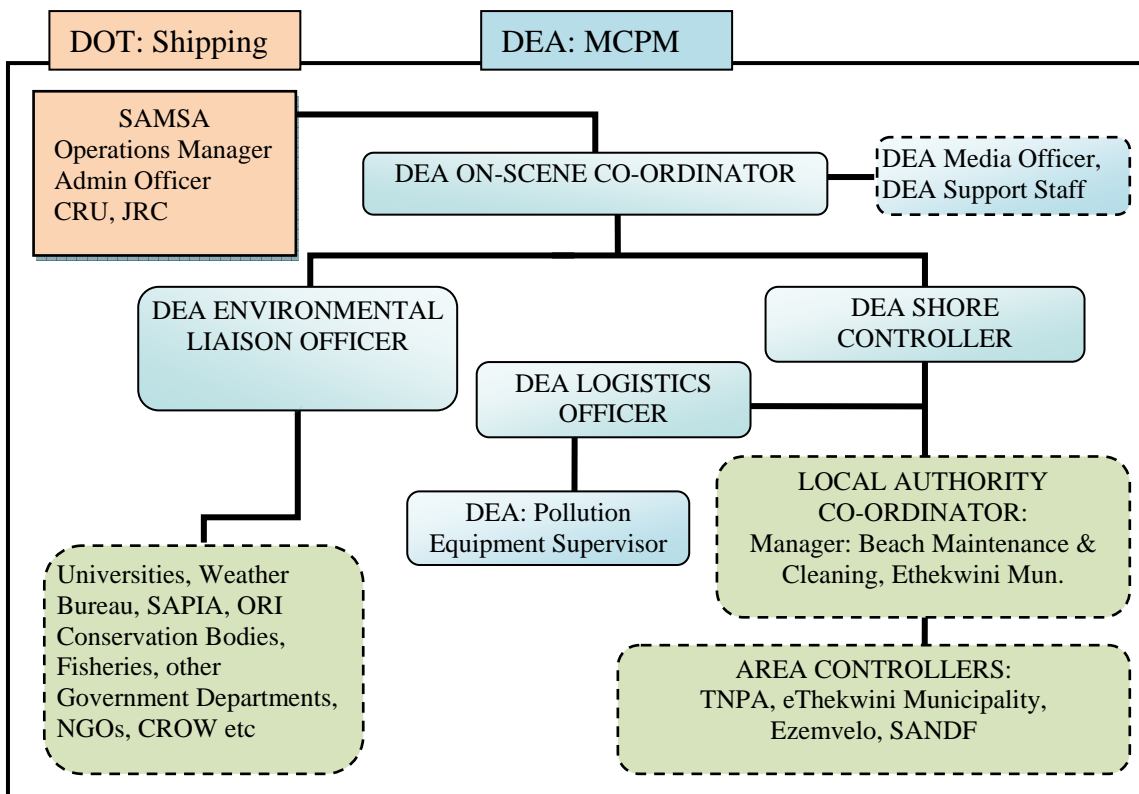 DOT: Shipping
DEA: MCPM
SAMSA
Operations Manager
Admin Officer
CRU, JRC
DEA ON-SCENE CO-ORDINATOR
DEA Media Officer,
DEA Support Staff
DEA ENVIRONMENTAL
LIAISON OFFICER
DEA SHORE
CONTROLLER
DEA LOGISTICS
OFFICER
DEA: Pollution
Equipment Supervisor
LOCAL AUTHORITY
CO-ORDINATOR:
Manager: Beach Maintenance &
Cleaning, Ethekwini Mun.
Universities, Weather
Bureau, SAPIA, ORI
Conservation Bodies,
Fisheries, other
Government Departments,
NGOs, CROW etc
AREA CONTROLLERS:
TNPA, eThekwini Municipality,
Ezemvelo, SANDF